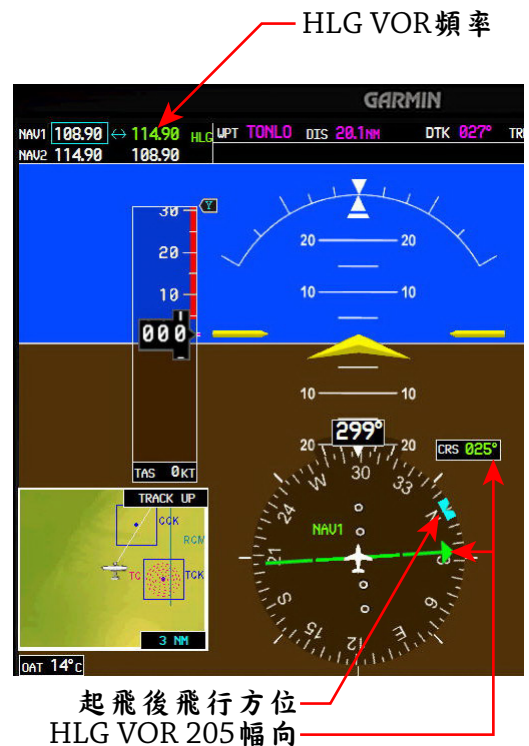 HLG VOR頻率
GARMIN
NAV1 108.90 ↔ 114.90 HLG WPT TONLO DIS 20.1NM DTK 027° TR
NAV2 114.90 108.90
30 Y
20 20 20
10 10 10
000
10 10
20 299° 20 CRS 025°
TAS 0KT
TRACK UP
CCK
RCM
TC TCK
3 NM
NAV1
30 33 N 3 6 E 12 15 S 21 24 W
OAT 14°C
起飛後飛行方位
HLG VOR 205幅向